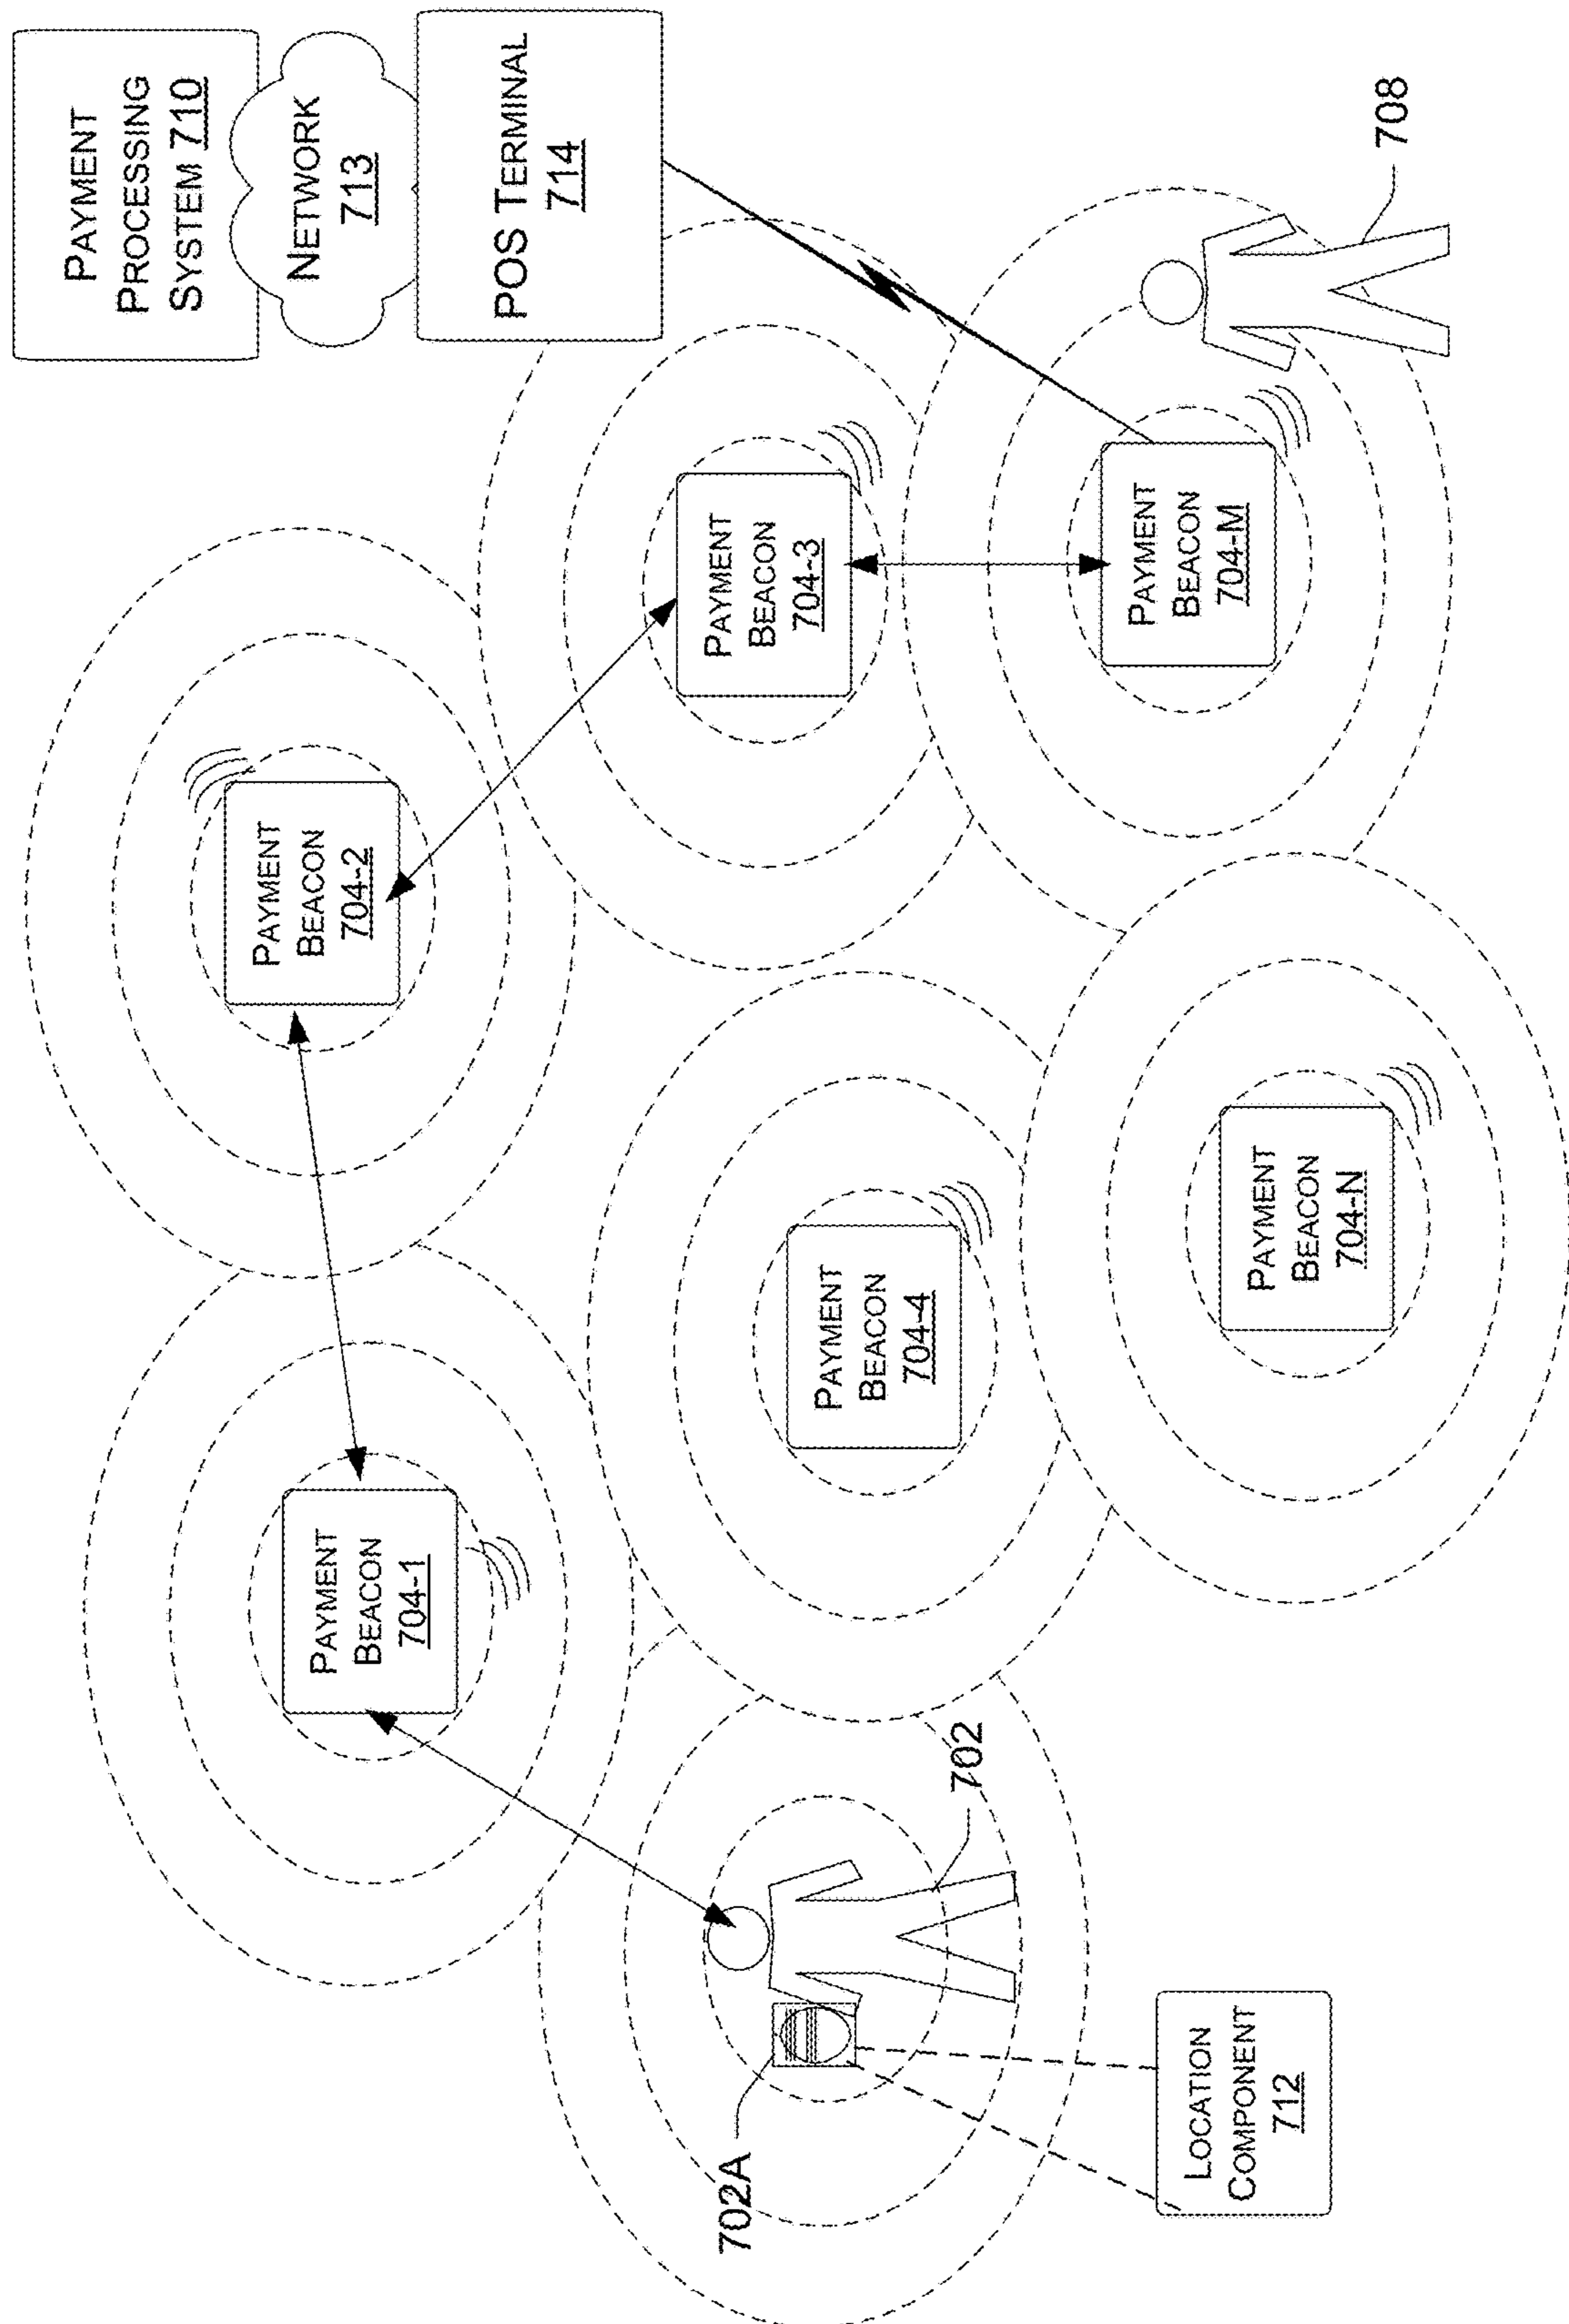 PAYMENT
PROCESSING
SYSTEM 710
NETWORK
713
POS TERMINAL
714
708
PAYMENT
BEACON
704-2
PAYMENT
BEACON
704-3
PAYMENT
BEACON
704-M
PAYMENT
BEACON
704-1
PAYMENT
BEACON
704-4
PAYMENT
BEACON
704-N
702
702A
LOCATION
COMPONENT
712